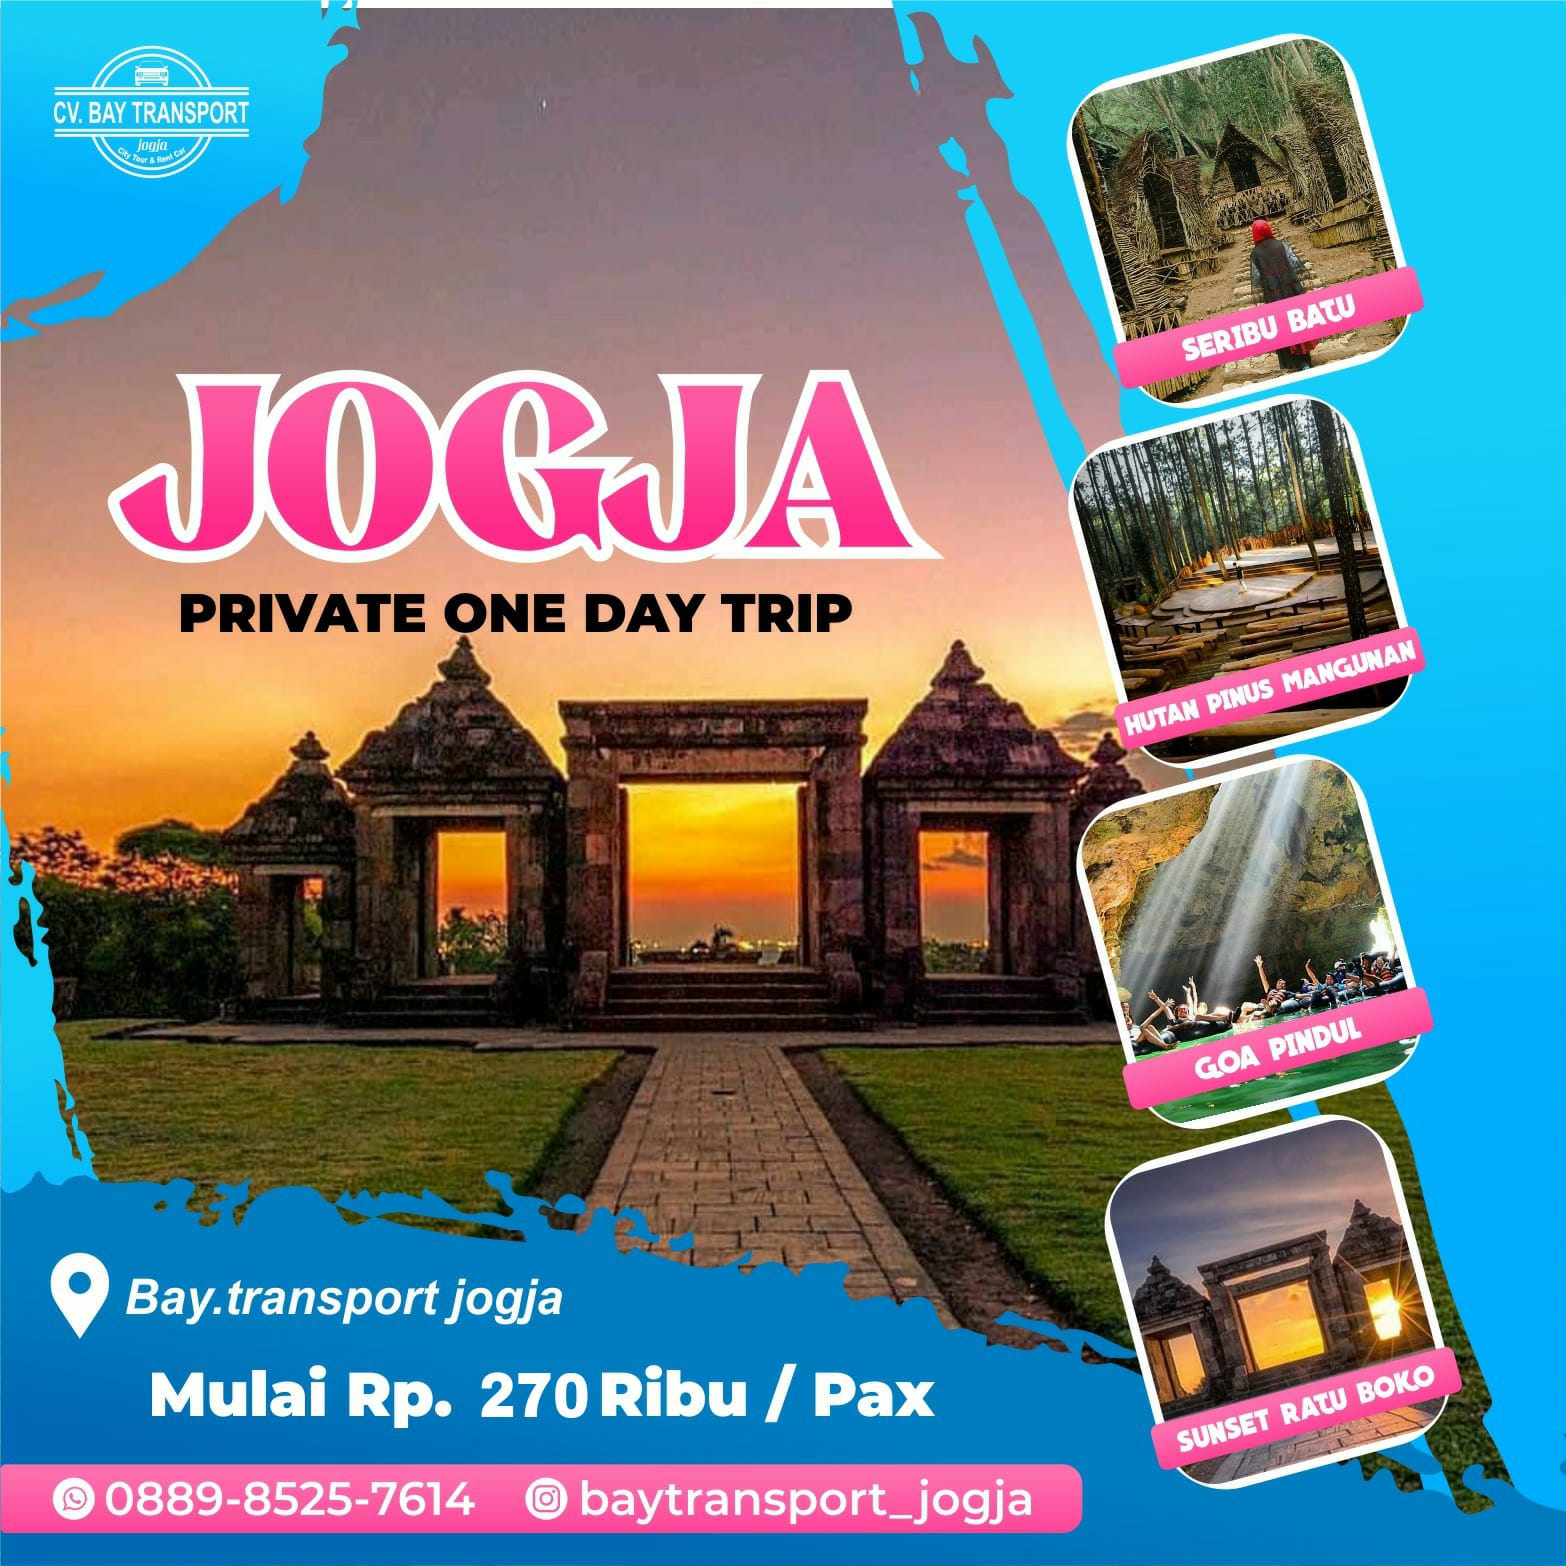 CV. BAY TRANSPORT
jogja
City Tour & Rent Car
JOGJA
PRIVATE ONE DAY TRIP
SERIBU BATU
HUTAN PINUS MANGUNAN
GOA PINDUL
SUNSET RATU BOKO
Bay.transport jogja
Mulai Rp. 270 Ribu / Pax
0889-8525-7614 baytransport_jogja